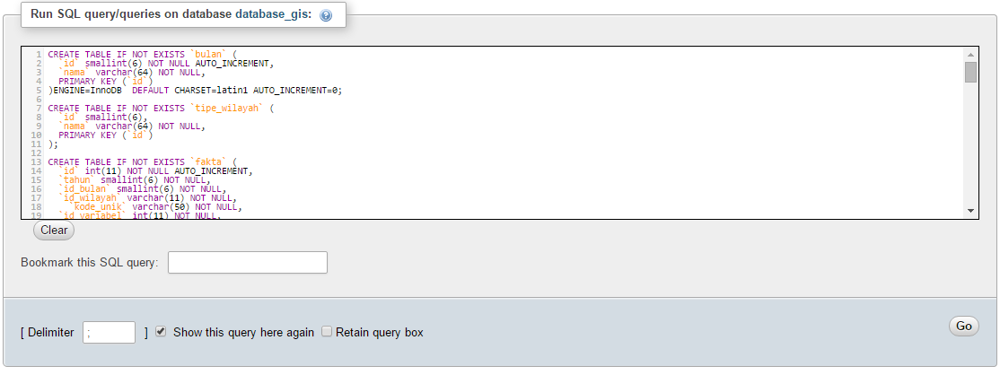 Run SQL query/queries on database database_gis:
1 CREATE TABLE IF NOT EXISTS `bulan` (
2 `id` smallint(6) NOT NULL AUTO_INCREMENT,
3 `nama` varchar(64) NOT NULL,
4 PRIMARY KEY (`id`)
5 )ENGINE=InnoDB DEFAULT CHARSET=latin1 AUTO_INCREMENT=0;
6
7 CREATE TABLE IF NOT EXISTS `tipe_wilayah` (
8 `id` smallint(6),
9 `nama` varchar(64) NOT NULL,
10 PRIMARY KEY (`id`)
11 );
12
13 CREATE TABLE IF NOT EXISTS `fakta` (
14 `id` int(11) NOT NULL AUTO_INCREMENT,
15 `tahun` smallint(6) NOT NULL,
16 `id_bulan` smallint(6) NOT NULL,
17 `id_wilayah` varchar(11) NOT NULL,
18 `kode_unik` varchar(50) NOT NULL,
19 `id_variabel` int(11) NOT NULL,
Clear
Bookmark this SQL query:
[ Delimiter ; ] Show this query here again Retain query box
Go